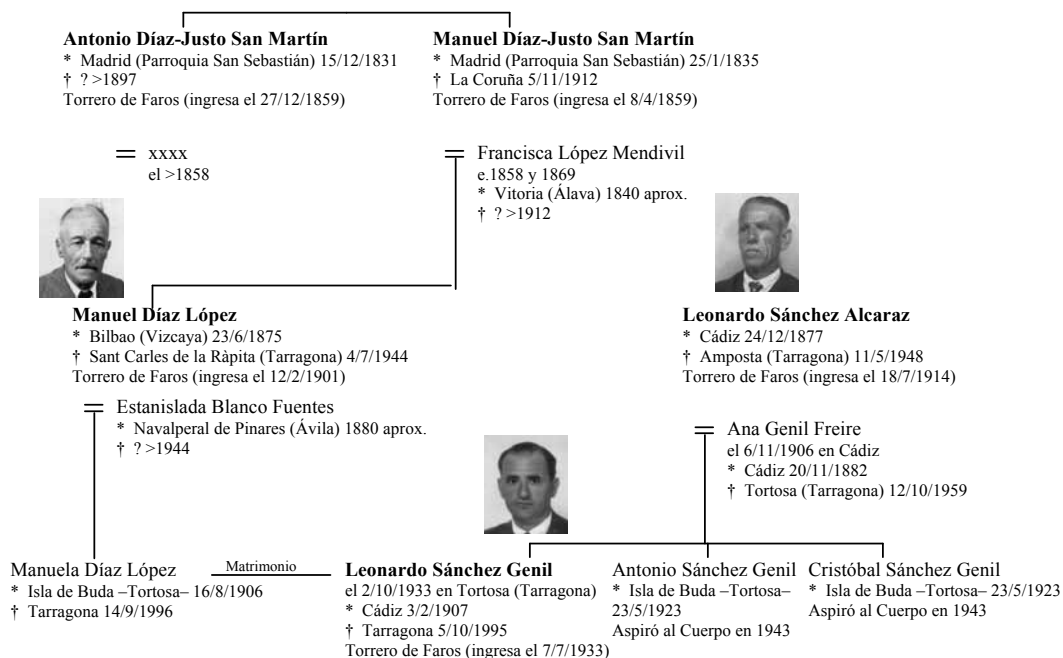 Antonio Díaz-Justo San Martín
* Madrid (Parroquia San Sebastián) 15/12/1831
† ? >1897
Torrero de Faros (ingresa el 27/12/1859)
Manuel Díaz-Justo San Martín
* Madrid (Parroquia San Sebastián) 25/1/1835
† La Coruña 5/11/1912
Torrero de Faros (ingresa el 8/4/1859)
= xxxx
el >1858
= Francisca López Mendivil
e.1858 y 1869
* Vitoria (Álava) 1840 aprox.
† ? >1912
Manuel Díaz López
* Bilbao (Vizcaya) 23/6/1875
† Sant Carles de la Ràpita (Tarragona) 4/7/1944
Torrero de Faros (ingresa el 12/2/1901)
Leonardo Sánchez Alcaraz
* Cádiz 24/12/1877
† Amposta (Tarragona) 11/5/1948
Torrero de Faros (ingresa el 18/7/1914)
= Estanislada Blanco Fuentes
* Navalperal de Pinares (Ávila) 1880 aprox.
† ? >1944
= Ana Genil Freire
el 6/11/1906 en Cádiz
* Cádiz 20/11/1882
† Tortosa (Tarragona) 12/10/1959
Manuela Díaz López
* Isla de Buda –Tortosa– 16/8/1906
† Tarragona 14/9/1996
Matrimonio
Leonardo Sánchez Genil
el 2/10/1933 en Tortosa (Tarragona)
* Cádiz 3/2/1907
† Tarragona 5/10/1995
Torrero de Faros (ingresa el 7/7/1933)
Antonio Sánchez Genil
* Isla de Buda –Tortosa–
23/5/1923
Aspiró al Cuerpo en 1943
Cristóbal Sánchez Genil
* Isla de Buda –Tortosa– 23/5/1923
Aspiró al Cuerpo en 1943